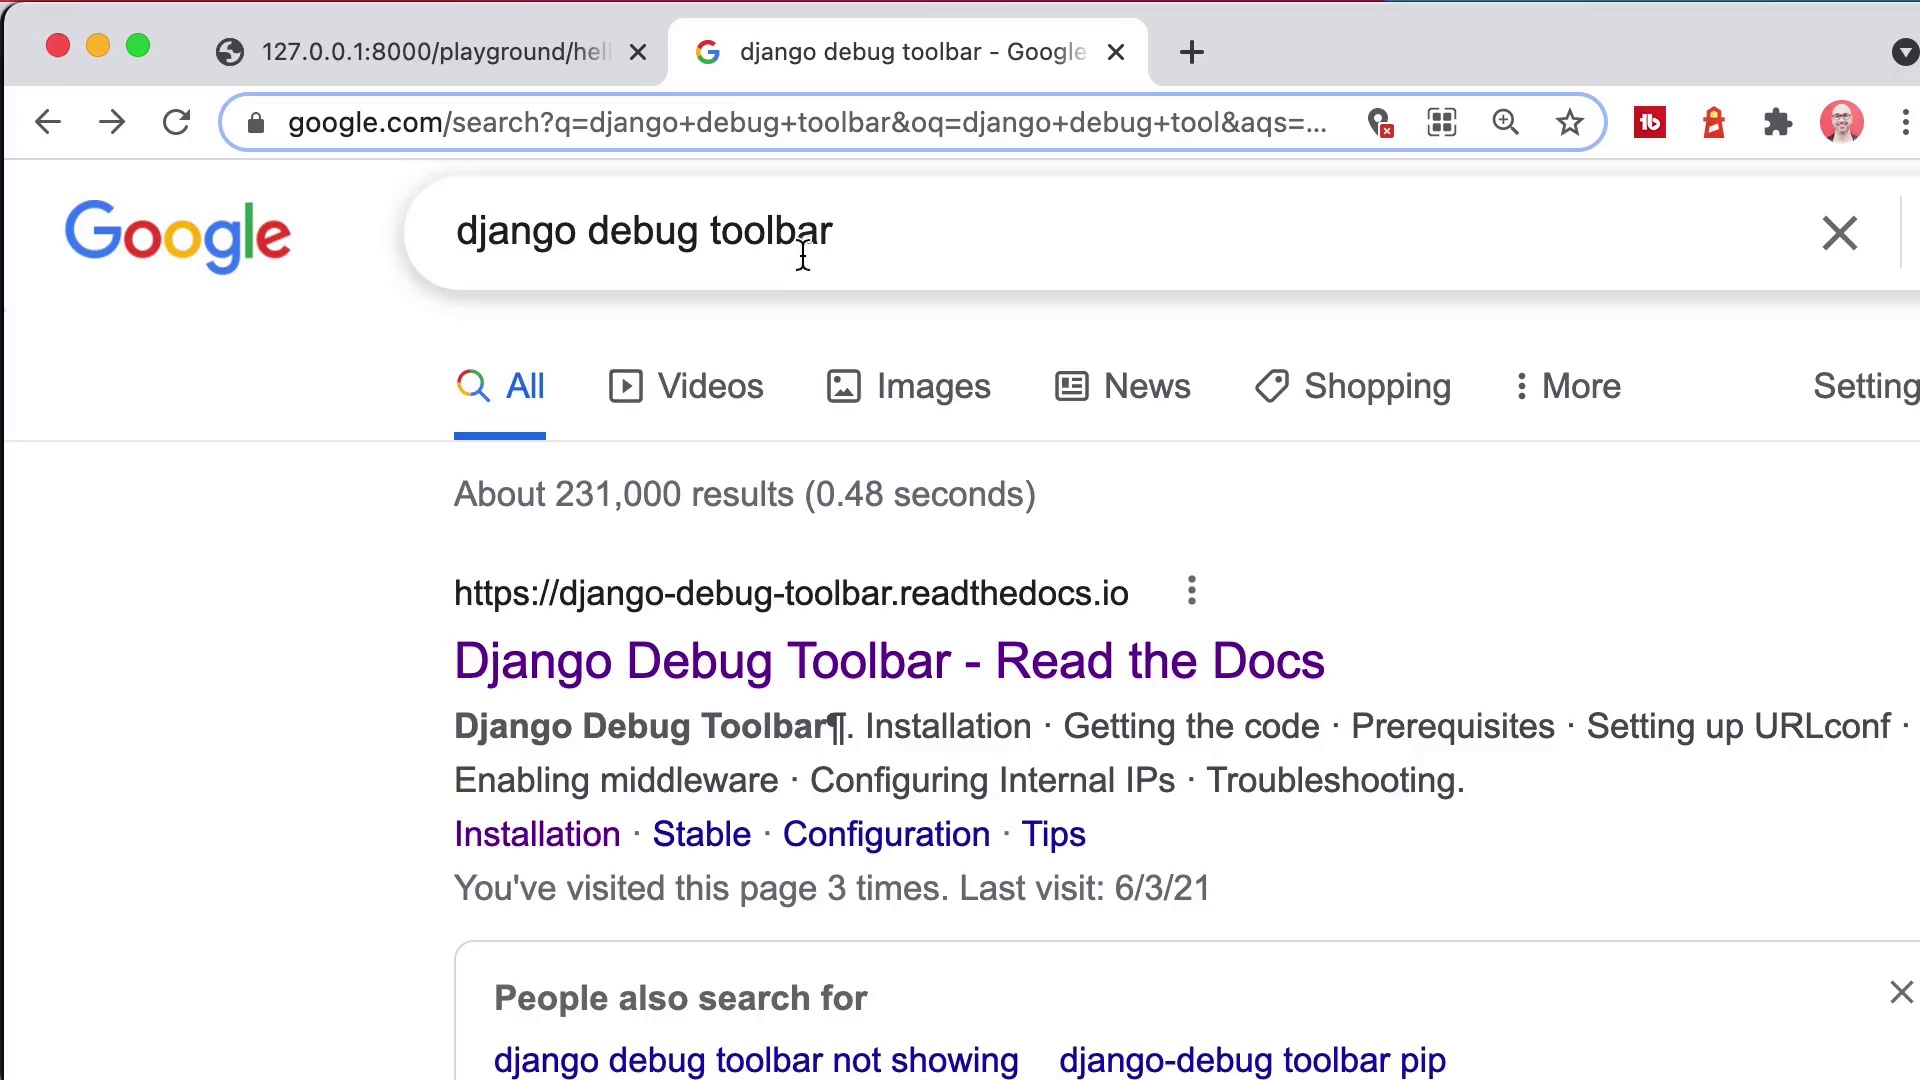 127.0.0.1:8000/playground/hell
django debug toolbar - Google
google.com/search?q=django+debug+toolbar&oq=django+debug+tool&aqs=...
Google
django debug toolbar
All
Videos
Images
News
Shopping
More
Setting
About 231,000 results (0.48 seconds)
https://django-debug-toolbar.readthedocs.io
Django Debug Toolbar - Read the Docs
Django Debug Toolbar¶. Installation · Getting the code · Prerequisites · Setting up URLconf ·
Enabling middleware · Configuring Internal IPs · Troubleshooting.
Installation · Stable · Configuration · Tips
You've visited this page 3 times. Last visit: 6/3/21
People also search for
django debug toolbar not showing
django-debug toolbar pip